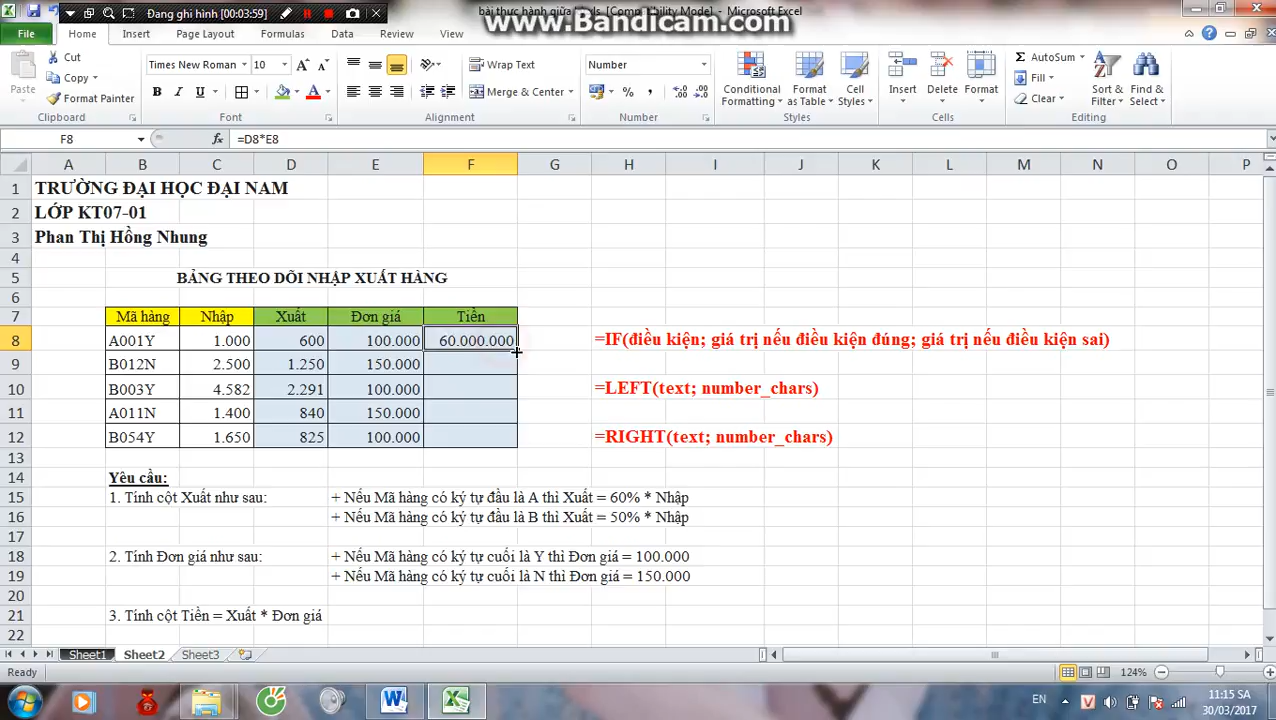 Đang ghi hình (00:03:59)
bài thực hành giữa
ls [Com
ility Mode] - Microsoft Excel
www.Bandicam.com
File Home Insert Page Layout Formulas Data Review View
Cut
Copy
Format Painter
Paste
Clipboard
Times New Roman 10
B I U
Font
Wrap Text
Merge & Center
Alignment
Number
%
Number
Conditional Formatting
Format as Table
Cell Styles
Styles
Insert Delete Format
Cells
Σ AutoSum
Fill
Clear
Sort & Filter
Find & Select
Editing
F8 fx =D8*E8
A B C D E F G H I J K L M N O P
1 TRƯỜNG ĐẠI HỌC ĐẠI NAM
2 LỚP KT07-01
3 Phan Thị Hồng Nhung
4
5 BẢNG THEO DÕI NHẬP XUẤT HÀNG
6
7 Mã hàng Nhập Xuất Đơn giá Tiền
8 A001Y 1.000 600 100.000 60.000.000 =IF(điều kiện; giá trị nếu điều kiện đúng; giá trị nếu điều kiện sai)
9 B012N 2.500 1.250 150.000
10 B003Y 4.582 2.291 100.000 =LEFT(text; number_chars)
11 A011N 1.400 840 150.000
12 B054Y 1.650 825 100.000 =RIGHT(text; number_chars)
13
14 Yêu cầu:
15 1. Tính cột Xuất như sau: + Nếu Mã hàng có ký tự đầu là A thì Xuất = 60% * Nhập
16 + Nếu Mã hàng có ký tự đầu là B thì Xuất = 50% * Nhập
17
18 2. Tính Đơn giá như sau: + Nếu Mã hàng có ký tự cuối là Y thì Đơn giá = 100.000
19 + Nếu Mã hàng có ký tự cuối là N thì Đơn giá = 150.000
20
21 3. Tính cột Tiền = Xuất * Đơn giá
22
Sheet1 Sheet2 Sheet3
Ready 124%
EN 11:15 SA
30/03/2017